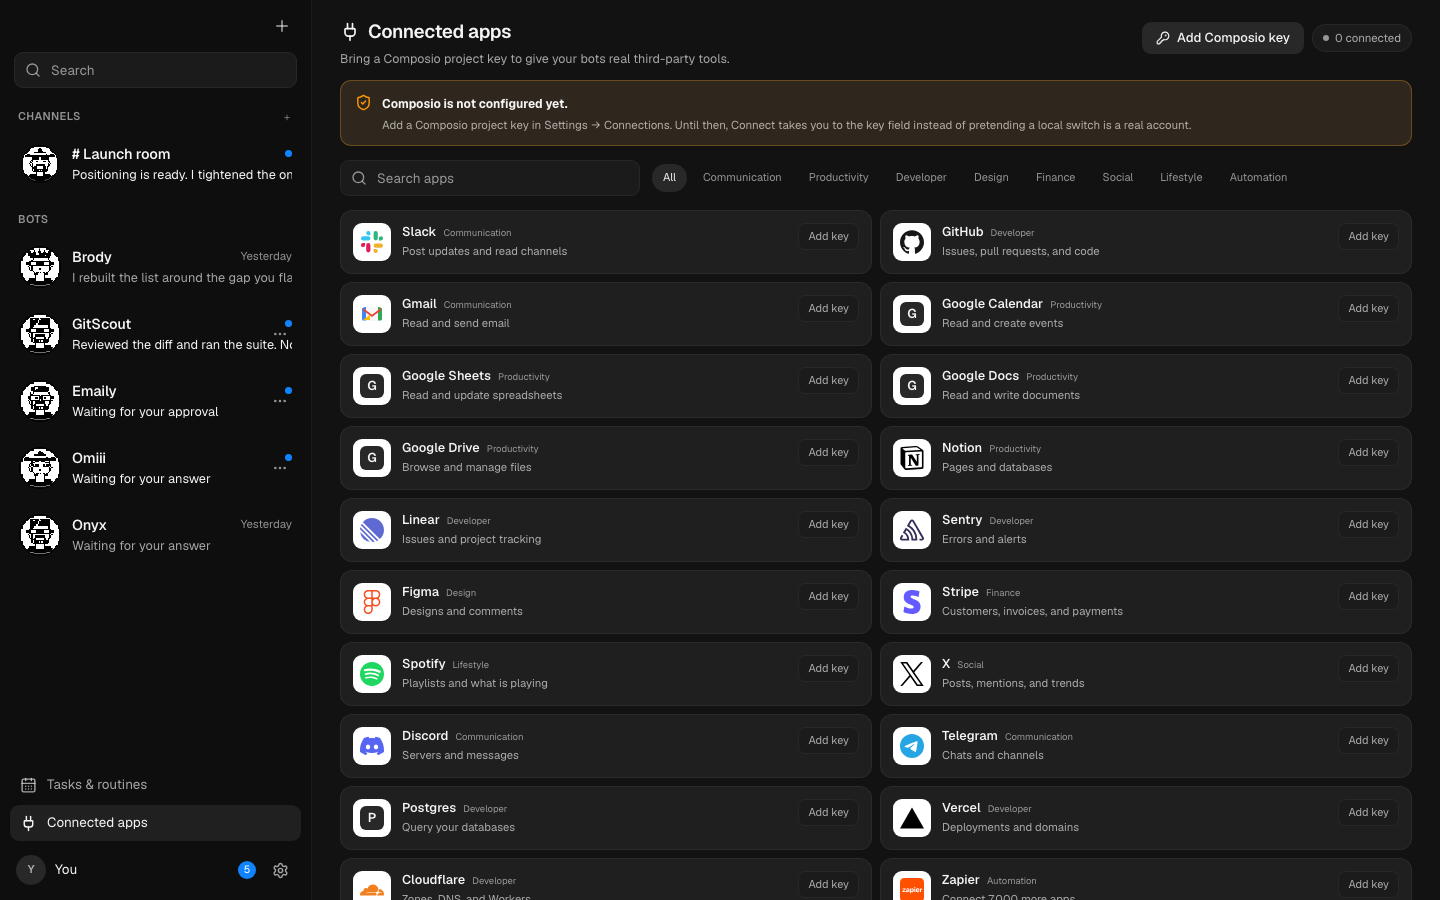 Search
CHANNELS
# Launch room
Positioning is ready. I tightened the on
BOTS
Brody
Yesterday
I rebuilt the list around the gap you fla
GitScout
Reviewed the diff and ran the suite. No
Emaily
Waiting for your approval
Omiii
Waiting for your answer
Onyx
Yesterday
Waiting for your answer
Tasks & routines
Connected apps
Y
You
5
Connected apps
Bring a Composio project key to give your bots real third-party tools.
Add Composio key
0 connected
Composio is not configured yet.
Add a Composio project key in Settings → Connections. Until then, Connect takes you to the key field instead of pretending a local switch is a real account.
Search apps
All
Communication
Productivity
Developer
Design
Finance
Social
Lifestyle
Automation
Slack Communication
Post updates and read channels
Add key
GitHub Developer
Issues, pull requests, and code
Add key
Gmail Communication
Read and send email
Add key
G
Google Calendar Productivity
Read and create events
Add key
G
Google Sheets Productivity
Read and update spreadsheets
Add key
G
Google Docs Productivity
Read and write documents
Add key
G
Google Drive Productivity
Browse and manage files
Add key
Notion Productivity
Pages and databases
Add key
Linear Developer
Issues and project tracking
Add key
Sentry Developer
Errors and alerts
Add key
Figma Design
Designs and comments
Add key
Stripe Finance
Customers, invoices, and payments
Add key
Spotify Lifestyle
Playlists and what is playing
Add key
X Social
Posts, mentions, and trends
Add key
Discord Communication
Servers and messages
Add key
Telegram Communication
Chats and channels
Add key
P
Postgres Developer
Query your databases
Add key
Vercel Developer
Deployments and domains
Add key
Cloudflare Developer
Zones, DNS, and Workers
Add key
zapier
Zapier Automation
Connect 7,000 more apps
Add key